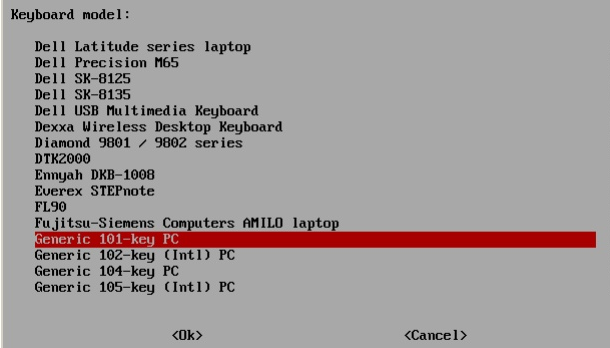 Keyboard model:
Dell Latitude series laptop
Dell Precision M65
Dell SK-8125
Dell SK-8135
Dell USB Multimedia Keyboard
Dexxa Wireless Desktop Keyboard
Diamond 9801 / 9802 series
DTK2000
Ennyah DKB-1008
Everex STEPnote
FL90
Fujitsu-Siemens Computers AMILO laptop
Generic 101-key PC
Generic 102-key (Intl) PC
Generic 104-key PC
Generic 105-key (Intl) PC
<Ok> <Cancel>